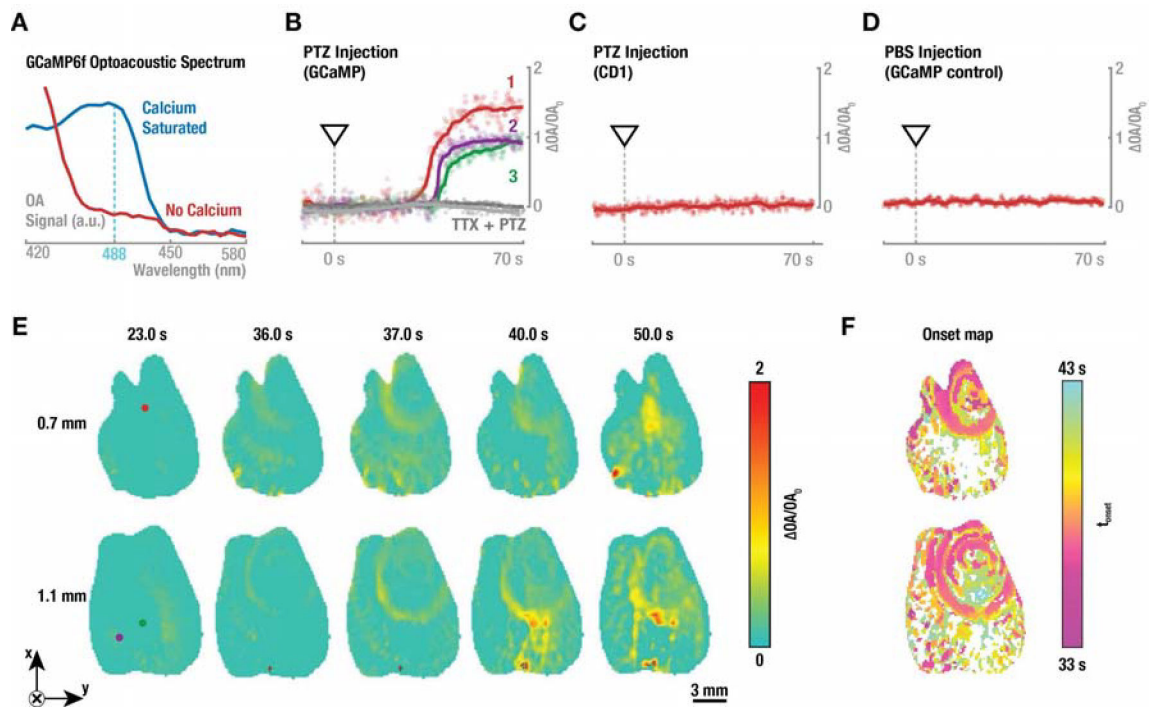 A
GCaMP6f Optoacoustic Spectrum
Calcium
Saturated
OA
Signal (a.u.)
No Calcium
420
488
450
580
Wavelength (nm)
B
PTZ Injection
(GCaMP)
1
2
3
TTX + PTZ
2
1
0
ΔOA/OA₀
0 s
70 s
C
PTZ Injection
(CD1)
2
1
0
ΔOA/OA₀
0 s
70 s
D
PBS Injection
(GCaMP control)
2
1
0
ΔOA/OA₀
0 s
70 s
E
23.0 s
36.0 s
37.0 s
40.0 s
50.0 s
0.7 mm
1.1 mm
2
0
ΔOA/OA₀
x
y
3 mm
F
Onset map
43 s
33 s
tonset